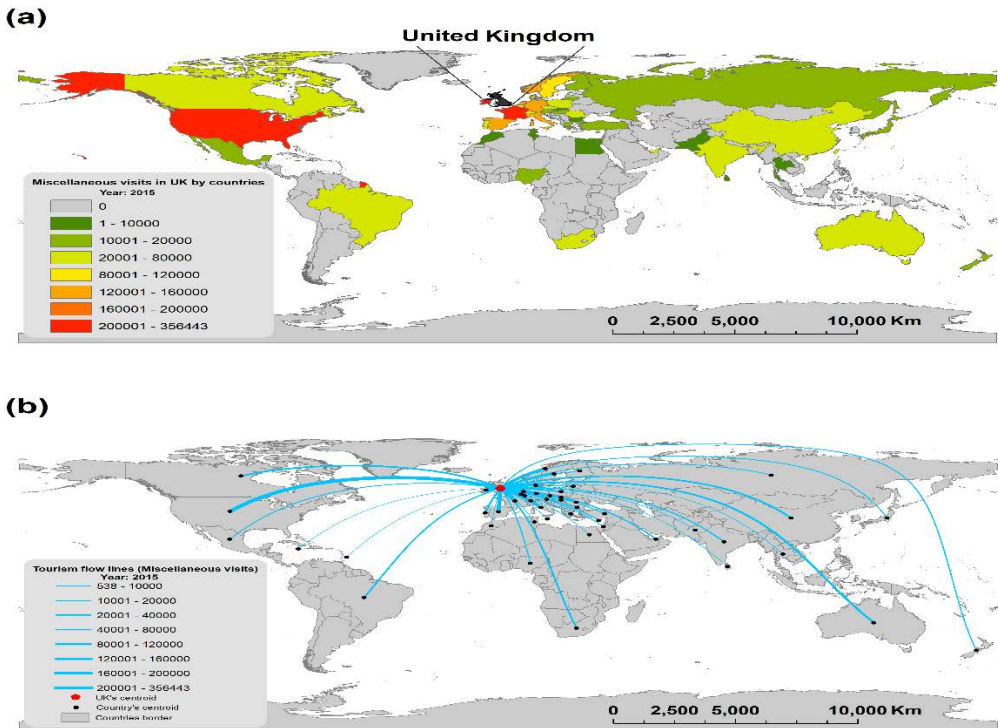 (a)
United Kingdom
Miscellaneous visits in UK by countries
Year: 2015
0
1 - 10000
10001 - 20000
20001 - 80000
80001 - 120000
120001 - 160000
160001 - 200000
200001 - 356443
0 2,500 5,000 10,000 Km
(b)
Tourism flow lines (Miscellaneous visits)
Year: 2015
538 - 10000
10001 - 20000
20001 - 40000
40001 - 80000
80001 - 120000
120001 - 160000
160001 - 200000
200001 - 356443
UK's centroid
Country's centroid
Countries border
0 2,500 5,000 10,000 Km